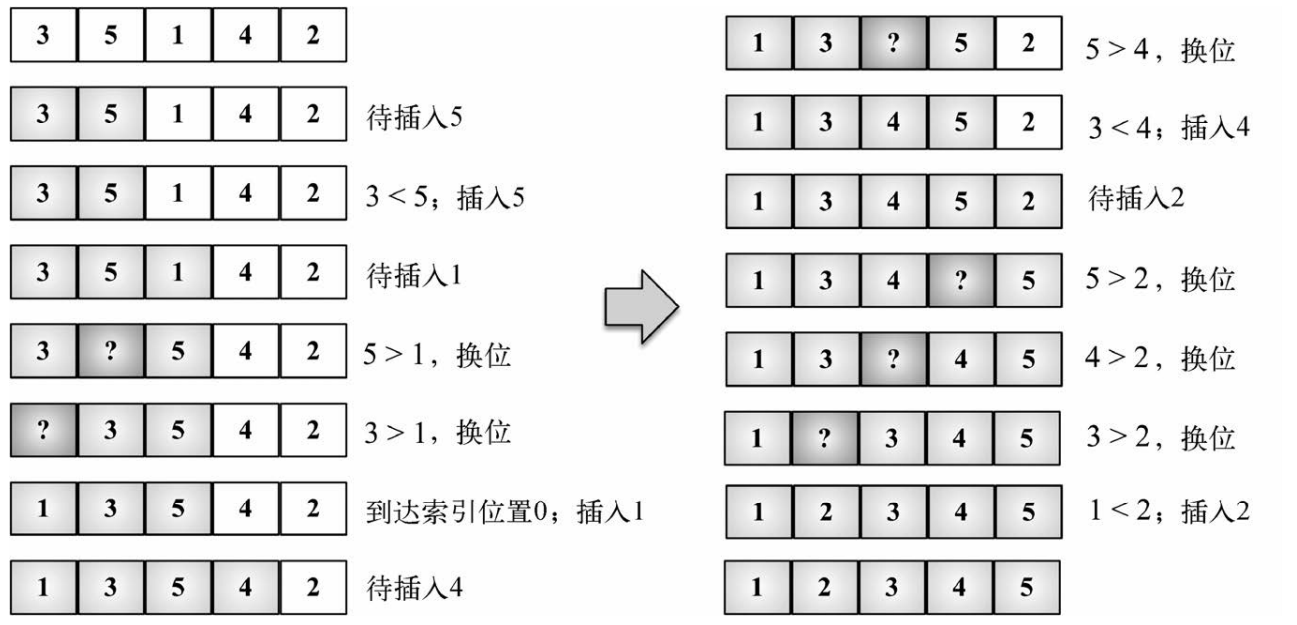 3 5 1 4 2
3 5 1 4 2 待插入5
3 5 1 4 2 3 < 5；插入5
3 5 1 4 2 待插入1
3 ? 5 4 2 5 > 1，换位
? 3 5 4 2 3 > 1，换位
1 3 5 4 2 到达索引位置0；插入1
1 3 5 4 2 待插入4
1 3 ? 5 2 5 > 4，换位
1 3 4 5 2 3 < 4；插入4
1 3 4 5 2 待插入2
1 3 4 ? 5 5 > 2，换位
1 3 ? 4 5 4 > 2，换位
1 ? 3 4 5 3 > 2，换位
1 2 3 4 5 1 < 2；插入2
1 2 3 4 5